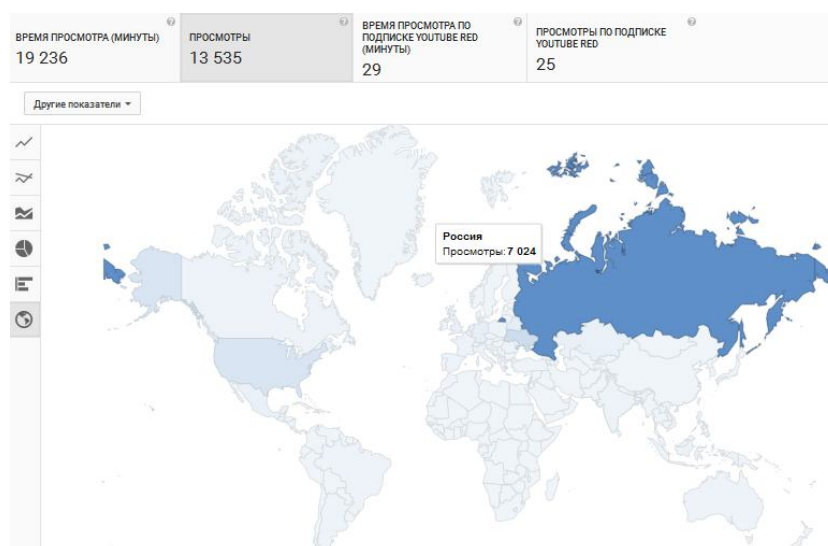 ВРЕМЯ ПРОСМОТРА (МИНУТЫ)
19 236
ПРОСМОТРЫ
13 535
ВРЕМЯ ПРОСМОТРА ПО
ПОДПИСКЕ YOUTUBE RED
(МИНУТЫ)
29
ПРОСМОТРЫ ПО ПОДПИСКЕ
YOUTUBE RED
25
Другие показатели
Россия
Просмотры: 7 024